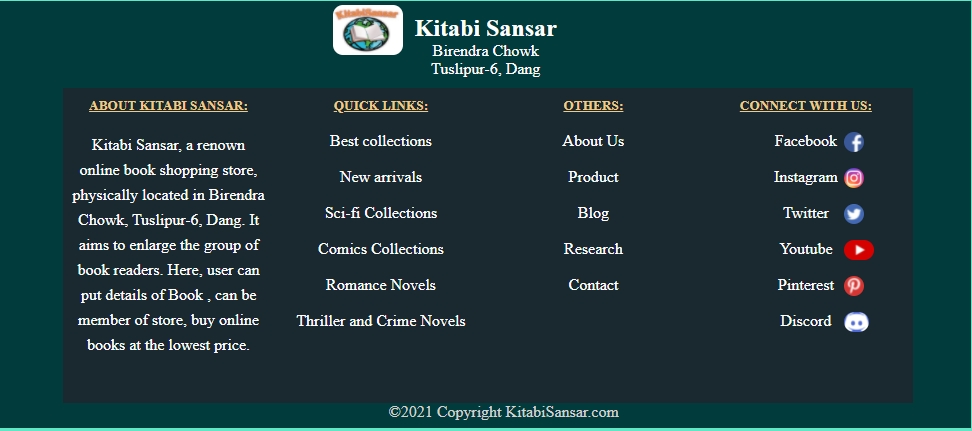 KitabiSansar
Kitabi Sansar
Birendra Chowk
Tuslipur-6, Dang
ABOUT KITABI SANSAR:
Kitabi Sansar, a renown
online book shopping store,
physically located in Birendra
Chowk, Tuslipur-6, Dang. It
aims to enlarge the group of
book readers. Here, user can
put details of Book , can be
member of store, buy online
books at the lowest price.
QUICK LINKS:
Best collections
New arrivals
Sci-fi Collections
Comics Collections
Romance Novels
Thriller and Crime Novels
OTHERS:
About Us
Product
Blog
Research
Contact
CONNECT WITH US:
Facebook
Instagram
Twitter
Youtube
Pinterest
Discord
©2021 Copyright KitabiSansar.com